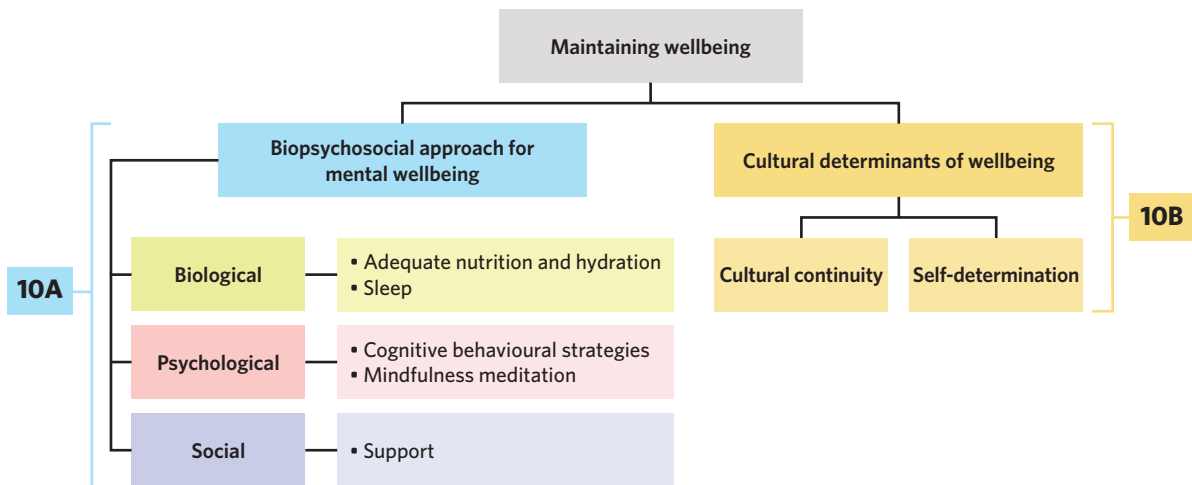 Maintaining wellbeing
Biopsychosocial approach for
mental wellbeing
Cultural determinants of wellbeing
10B
Cultural continuity
Self-determination
10A
Biological
• Adequate nutrition and hydration
• Sleep
Psychological
• Cognitive behavioural strategies
• Mindfulness meditation
Social
• Support